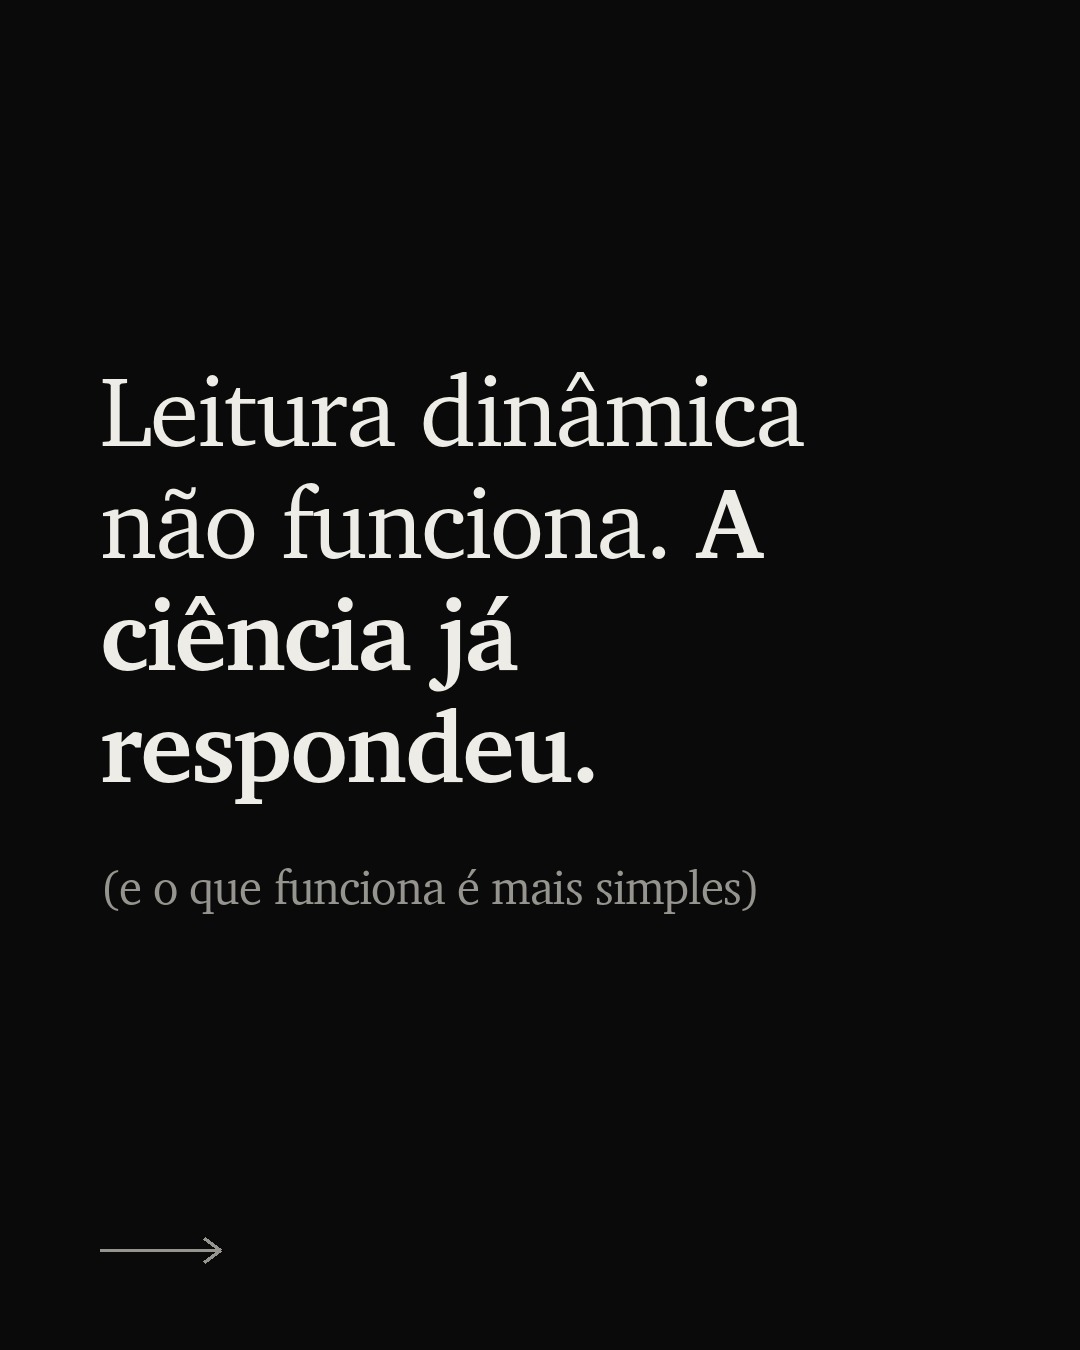 Leitura dinâmica
não funciona. A
ciência já
respondeu.
(e o que funciona é mais simples)